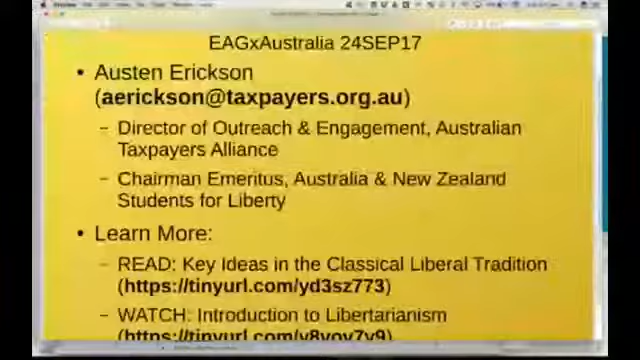 EAGxAustralia 24SEP17
• Austen Erickson
(aerickson@taxpayers.org.au)
– Director of Outreach & Engagement, Australian
Taxpayers Alliance
– Chairman Emeritus, Australia & New Zealand
Students for Liberty
• Learn More:
– READ: Key Ideas in the Classical Liberal Tradition
(https://tinyurl.com/yd3sz773)
– WATCH: Introduction to Libertarianism